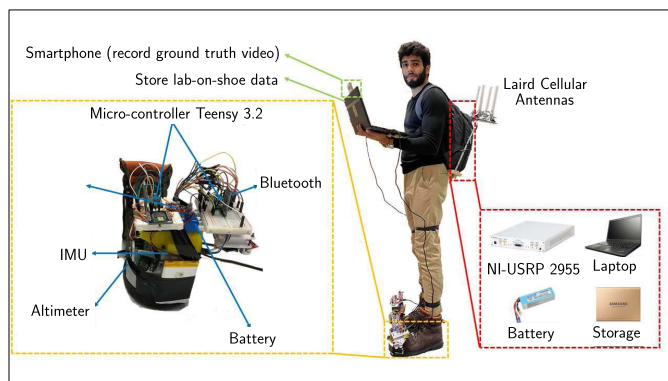 Smartphone (record ground truth video)
Store lab-on-shoe data
Laird Cellular
Antennas
Micro-controller Teensy 3.2
Bluetooth
IMU
Altimeter
Battery
NI-USRP 2955
Laptop
Battery
Storage
SAMSUNG